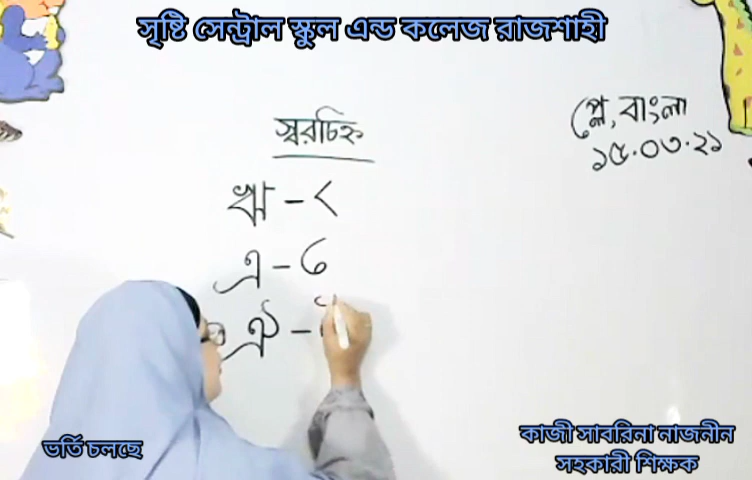 সৃষ্টি সেন্ট্রাল স্কুল এন্ড কলেজ রাজশাহী
প্লে, বাংলা
১৫.০৩.২১
স্বরচিহ্ন
ঋ - ৃ
এ - ে
ঐ -
ভর্তি চলছে
কাজী সাবরিনা নাজনীন
সহকারী শিক্ষক